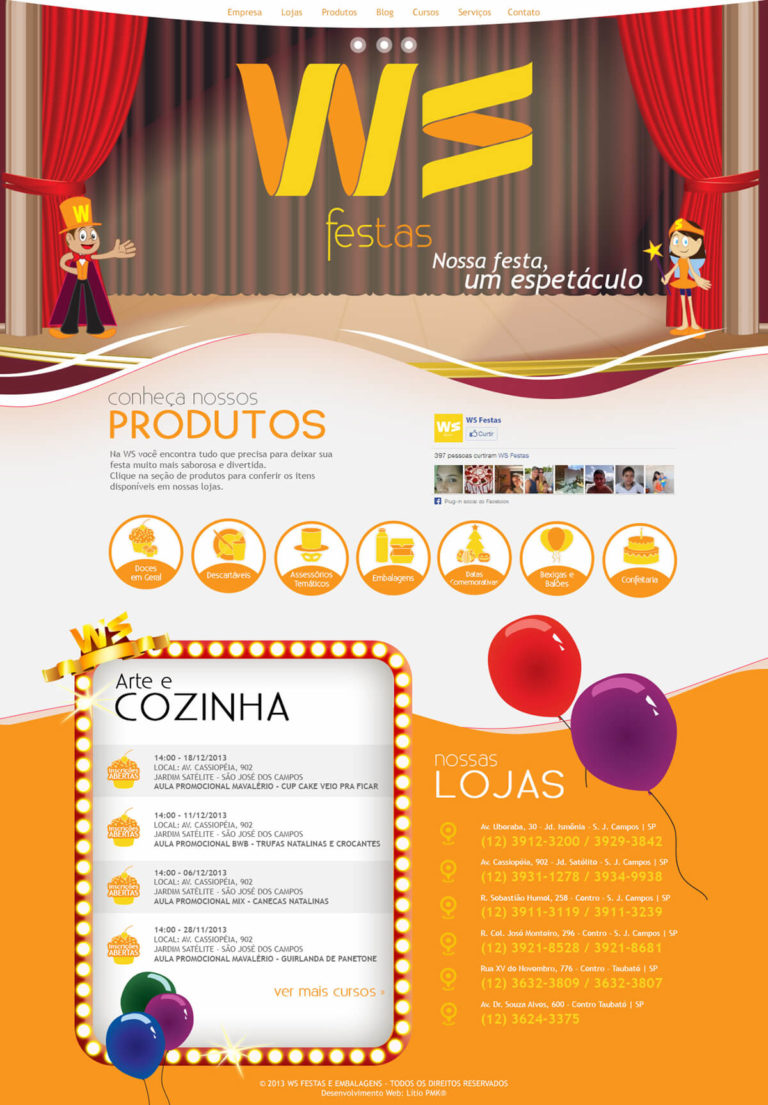 Empresa Lojas Produtos Blog Cursos Serviços Contato
WS
festas
Nossa festa,
um espetáculo
W
S
conheça nossos
PRODUTOS
Na WS você encontra tudo que precisa para deixar sua
festa muito mais saborosa e divertida.
Clique na seção de produtos para conferir os itens
disponíveis em nossas lojas.
WS
WS Festas
Curtir
397 pessoas curtiram WS Festas
Plug-in social do Facebook
Doces
em Geral
Descartáveis
Assessórios
Temáticos
Embalagens
Datas
Comemorativas
Bexigas e
Balões
Confeitaria
WS
Arte e
COZINHA
Inscrições
ABERTAS
14:00 - 18/12/2013
LOCAL: AV. CASSIOPÉIA, 902
JARDIM SATÉLITE - SÃO JOSÉ DOS CAMPOS
AULA PROMOCIONAL MAVALÉRIO - CUP CAKE VEIO PRA FICAR
Inscrições
ABERTAS
14:00 - 11/12/2013
LOCAL: AV. CASSIOPÉIA, 902
JARDIM SATÉLITE - SÃO JOSÉ DOS CAMPOS
AULA PROMOCIONAL BWB - TRUFAS NATALINAS E CROCANTES
Inscrições
ABERTAS
14:00 - 06/12/2013
LOCAL: AV. CASSIOPÉIA, 902
JARDIM SATÉLITE - SÃO JOSÉ DOS CAMPOS
AULA PROMOCIONAL MIX - CANECAS NATALINAS
Inscrições
ABERTAS
14:00 - 28/11/2013
LOCAL: AV. CASSIOPÉIA, 902
JARDIM SATÉLITE - SÃO JOSÉ DOS CAMPOS
AULA PROMOCIONAL MAVALÉRIO - GUIRLANDA DE PANETONE
ver mais cursos »
nossas
LOJAS
Av. Uberaba, 30 - Jd. Ismênia - S. J. Campos | SP
(12) 3912-3200 / 3929-3842
Av. Cassiopéia, 902 - Jd. Satélite - S. J. Campos | SP
(12) 3931-1278 / 3934-9938
R. Sebastião Humel, 258 - Centro - S. J. Campos | SP
(12) 3911-3119 / 3911-3239
R. Cel. José Monteiro, 296 - Centro - S. J. Campos | SP
(12) 3921-8528 / 3921-8681
Rua XV de Novembro, 776 - Centro - Taubaté | SP
(12) 3632-3809 / 3632-3807
Av. Dr. Souza Alves, 600 - Centro Taubaté | SP
(12) 3624-3375
© 2013 WS FESTAS E EMBALAGENS - TODOS OS DIREITOS RESERVADOS
Desenvolvimento Web: Lítio PMK®